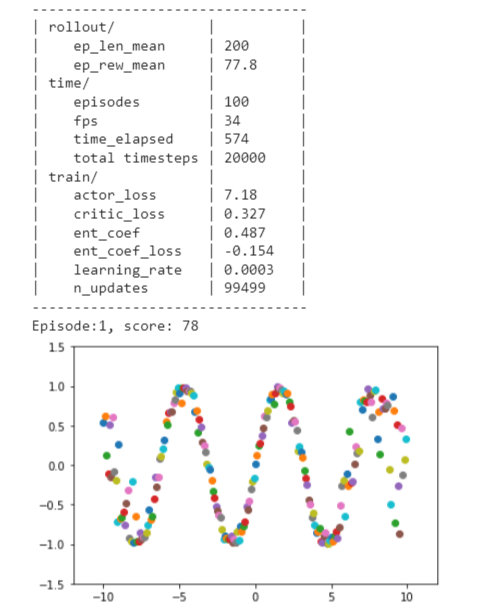 ---------------------------------
| rollout/ | |
| ep_len_mean | 200 |
| ep_rew_mean | 77.8 |
| time/ | |
| episodes | 100 |
| fps | 34 |
| time_elapsed | 574 |
| total timesteps | 20000 |
| train/ | |
| actor_loss | 7.18 |
| critic_loss | 0.327 |
| ent_coef | 0.487 |
| ent_coef_loss | -0.154 |
| learning_rate | 0.0003 |
| n_updates | 99499 |
---------------------------------
Episode:1, score: 78
1.5
1.0
0.5
0.0
−0.5
−1.0
−1.5
−10 −5 0 5 10